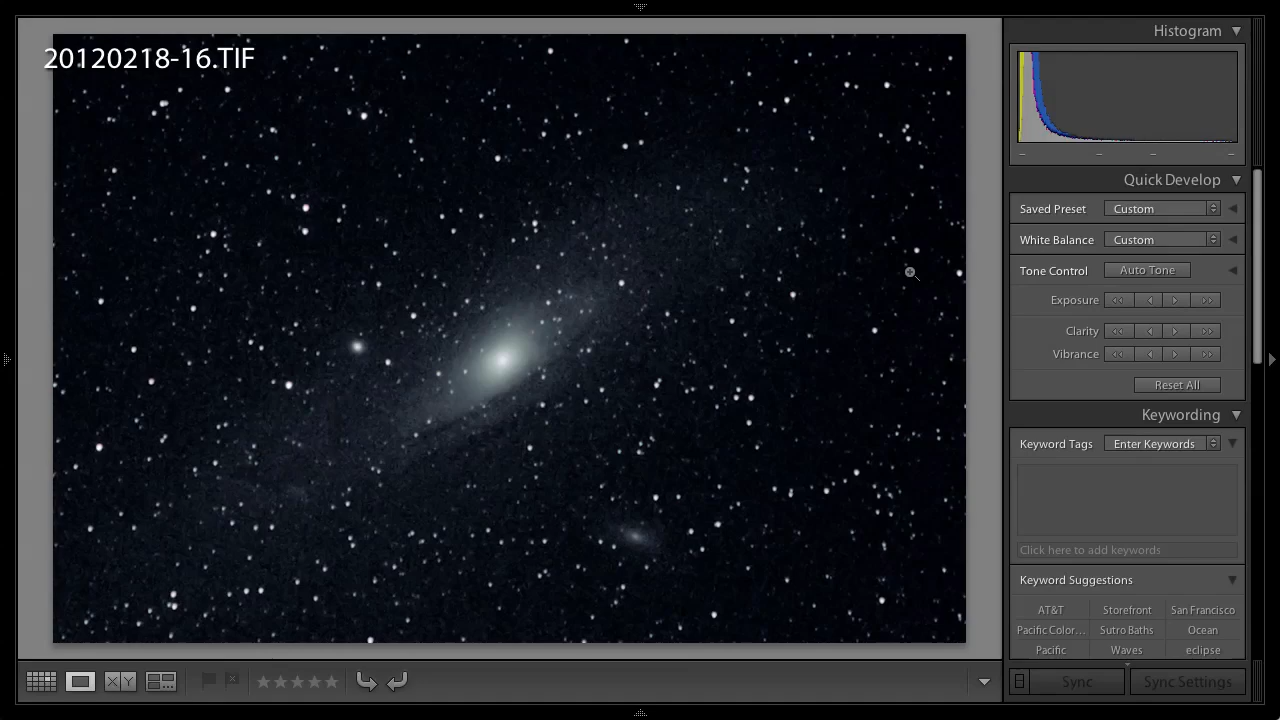 20120218-16.TIF
Histogram
Quick Develop
Saved Preset Custom
White Balance Custom
Tone Control Auto Tone
Exposure
Clarity
Vibrance
Reset All
Keywording
Keyword Tags Enter Keywords
Click here to add keywords
Keyword Suggestions
AT&T Storefront San Francisco
Pacific Color... Sutro Baths Ocean
Pacific Waves eclipse
X Y
Sync Sync Settings